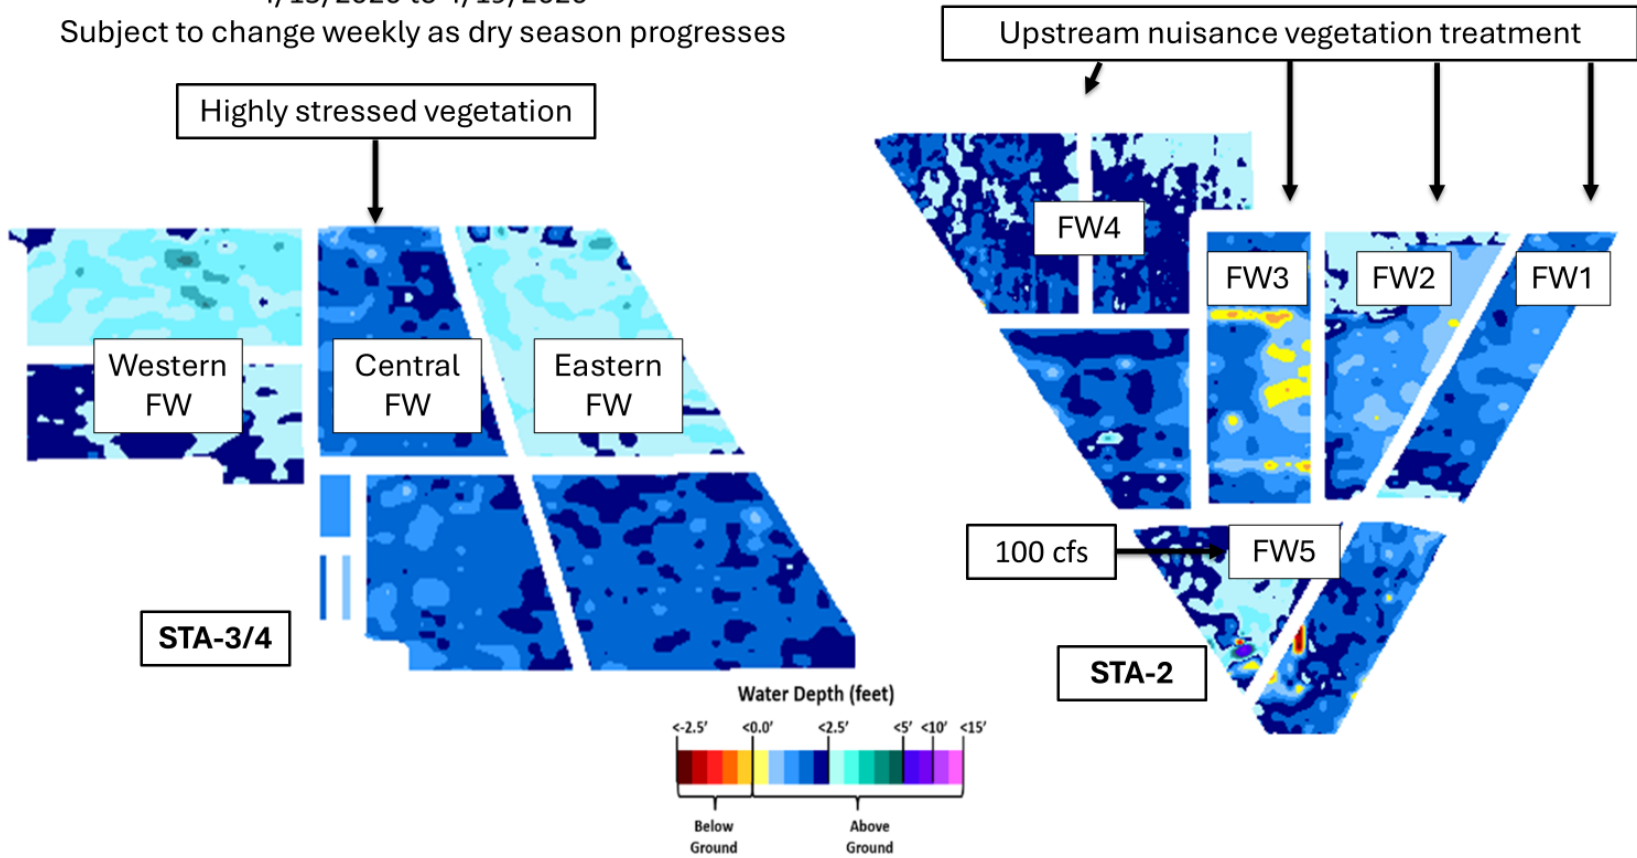 Subject to change weekly as dry season progresses
Upstream nuisance vegetation treatment
Highly stressed vegetation
FW4
FW3
FW2
FW1
Western
FW
Central
FW
Eastern
FW
100 cfs
FW5
STA-3/4
STA-2
Water Depth (feet)
<-2.5' <0.0' <2.5' <5' <10' <15'
Below
Ground
Above
Ground